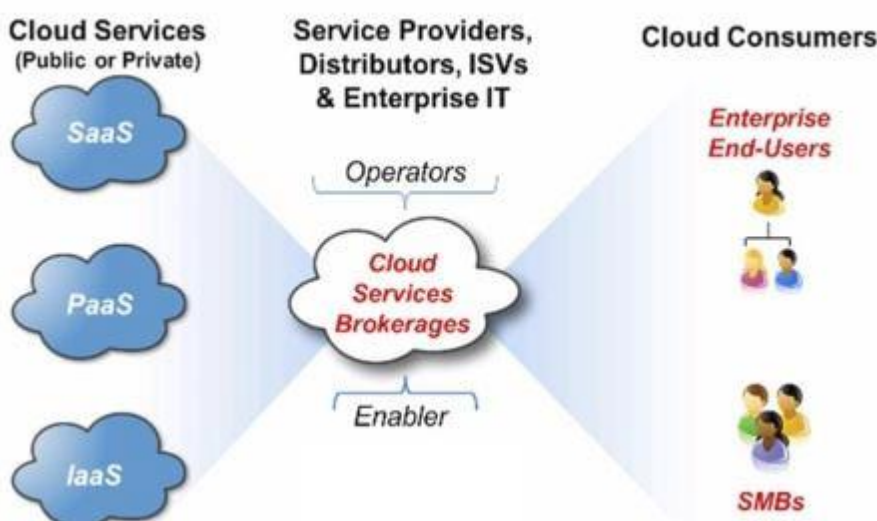 Cloud Services
(Public or Private)
SaaS
PaaS
IaaS
Service Providers,
Distributors, ISVs
& Enterprise IT
Operators
Cloud
Services
Brokerages
Enabler
Cloud Consumers
Enterprise
End-Users
SMBs